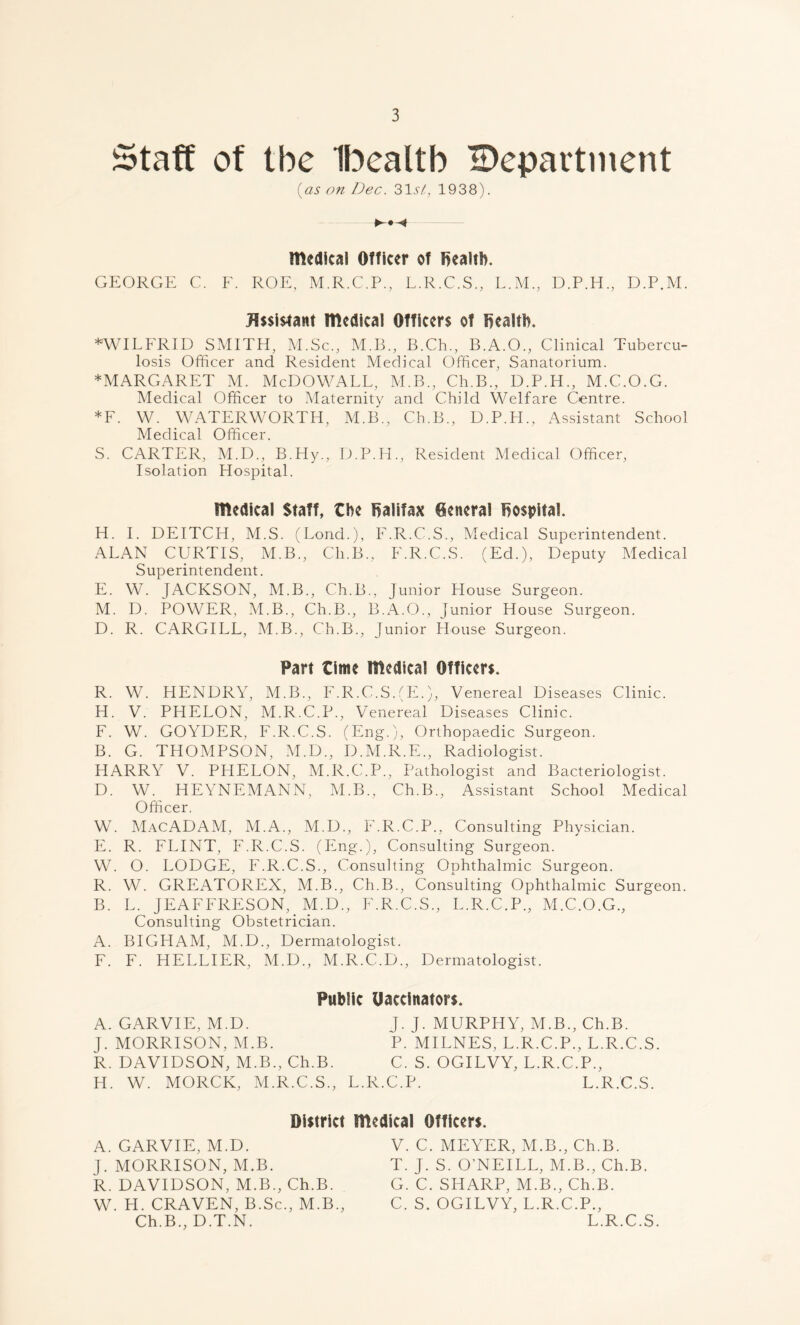 3
Staff of the Health Department
(as on Dec. 31st, 1938).
Medical Officer of Health.
GEORGE C. F. ROE, M.R.C.P., L.R.C.S., L.M., D.P.H., D.P.M.
Assistant Medical Officers of Health.
*WILFRID SMITH, M.Sc., M.B., B.Ch., B.A.O., Clinical Tubercu-
losis Officer and Resident Medical Officer, Sanatorium.
*MARGARET M. McDOWALL, M.B., Ch.B., D.P.H., M.C.O.G.
Medical Officer to Maternity and Child Welfare Centre.
*F. W. WATERWORTH, M.B., Ch.B., D.P.H., Assistant School
Medical Officer.
S. CARTER, M.D., B.Hy., D.P.H., Resident Medical Officer,
Isolation Hospital.
Medical Staff, The Halifax General Hospital.
H. I. DEITCH, M.S. (Lond.), F.R.C.S., Medical Superintendent.
ALAN CURTIS, M.B., Ch.B., F.R.C.S. (Ed.), Deputy Medical
Superintendent.
E. W. JACKSON, M.B., Ch.B., Junior House Surgeon.
M. D. POWER, M.B., Ch.B., B.A.O., Junior House Surgeon.
D. R. CARGILL, M.B., Ch.B., Junior House Surgeon.
Part Time Medical Officers.
R. W. HENDRY, M.B., F.R.C.S.(E.), Venereal Diseases Clinic.
H. V. PHELON, M.R.C.P., Venereal Diseases Clinic.
F. W. GOYDER, F.R.C.S. (Eng.), Orthopaedic Surgeon.
B. G. THOMPSON, M.D., D.M.R.E., Radiologist.
HARRY V. PHELON, M.R.C.P., Pathologist and Bacteriologist.
D. W. HEYNEMANN, M.B., Ch.B., Assistant School Medical
Officer.
W. MacADAM, M.A., M.D., F.R.C.P., Consulting Physician.
E. R. FLINT, F.R.C.S. (Eng.), Consulting Surgeon.
W. O. LODGE, F.R.C.S., Consulting Ophthalmic Surgeon.
R. W. GREATOREX, M.B., Ch.B., Consulting Ophthalmic Surgeon.
B. L. JEAFFRESON, M.D., F.R.C.S., L.R.C.P., M.C.O.G.,
Consulting Obstetrician.
A. BIGHAM, M.D., Dermatologist.
F. F. HELLIER, M.D., M.R.C.D., Dermatologist.
Public Vaccinators.
A. GARVIE, M.D. J. J. MURPHY, M.B., Ch.B.
J. MORRISON, M.B. P. MILNES, L.R.C.P., L.R.C.S.
R. DAVIDSON, M.B., Ch.B. C. S. OGILVY, L.R.C.P.,
H. W. MORCK, M.R.C.S., L.R.C.P. L.R.C.S.
District Medical Officers.
A. GARVIE, M.D. V. C. MEYER, M.B., Ch.B.
J. MORRISON, M.B. T. J. S. O'NEILL, M.B., Ch.B.
R. DAVIDSON, M.B., Ch.B. G. C. SHARP, M.B., Ch.B.
W. H. CRAVEN, B.Sc., M.B., C. S. OGILVY, L.R.C.P.,
Ch.B., D.T.N. L.R.C.S.